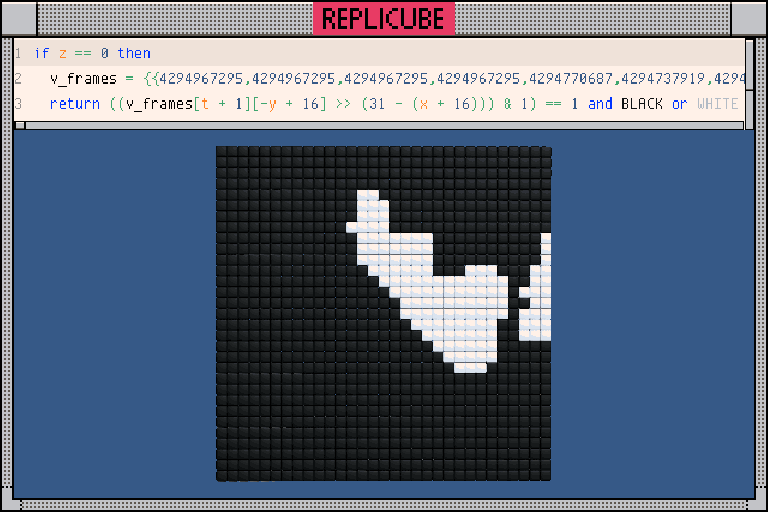 REPLICUBE
1 if z == 0 then
2 v_frames = {{4294967295,4294967295,4294967295,4294967295,4294770687,4294737919,4294
3 return ((v_frames[t + 1][-y + 16] >> (31 - (x + 16))) & 1) == 1 and BLACK or WHITE